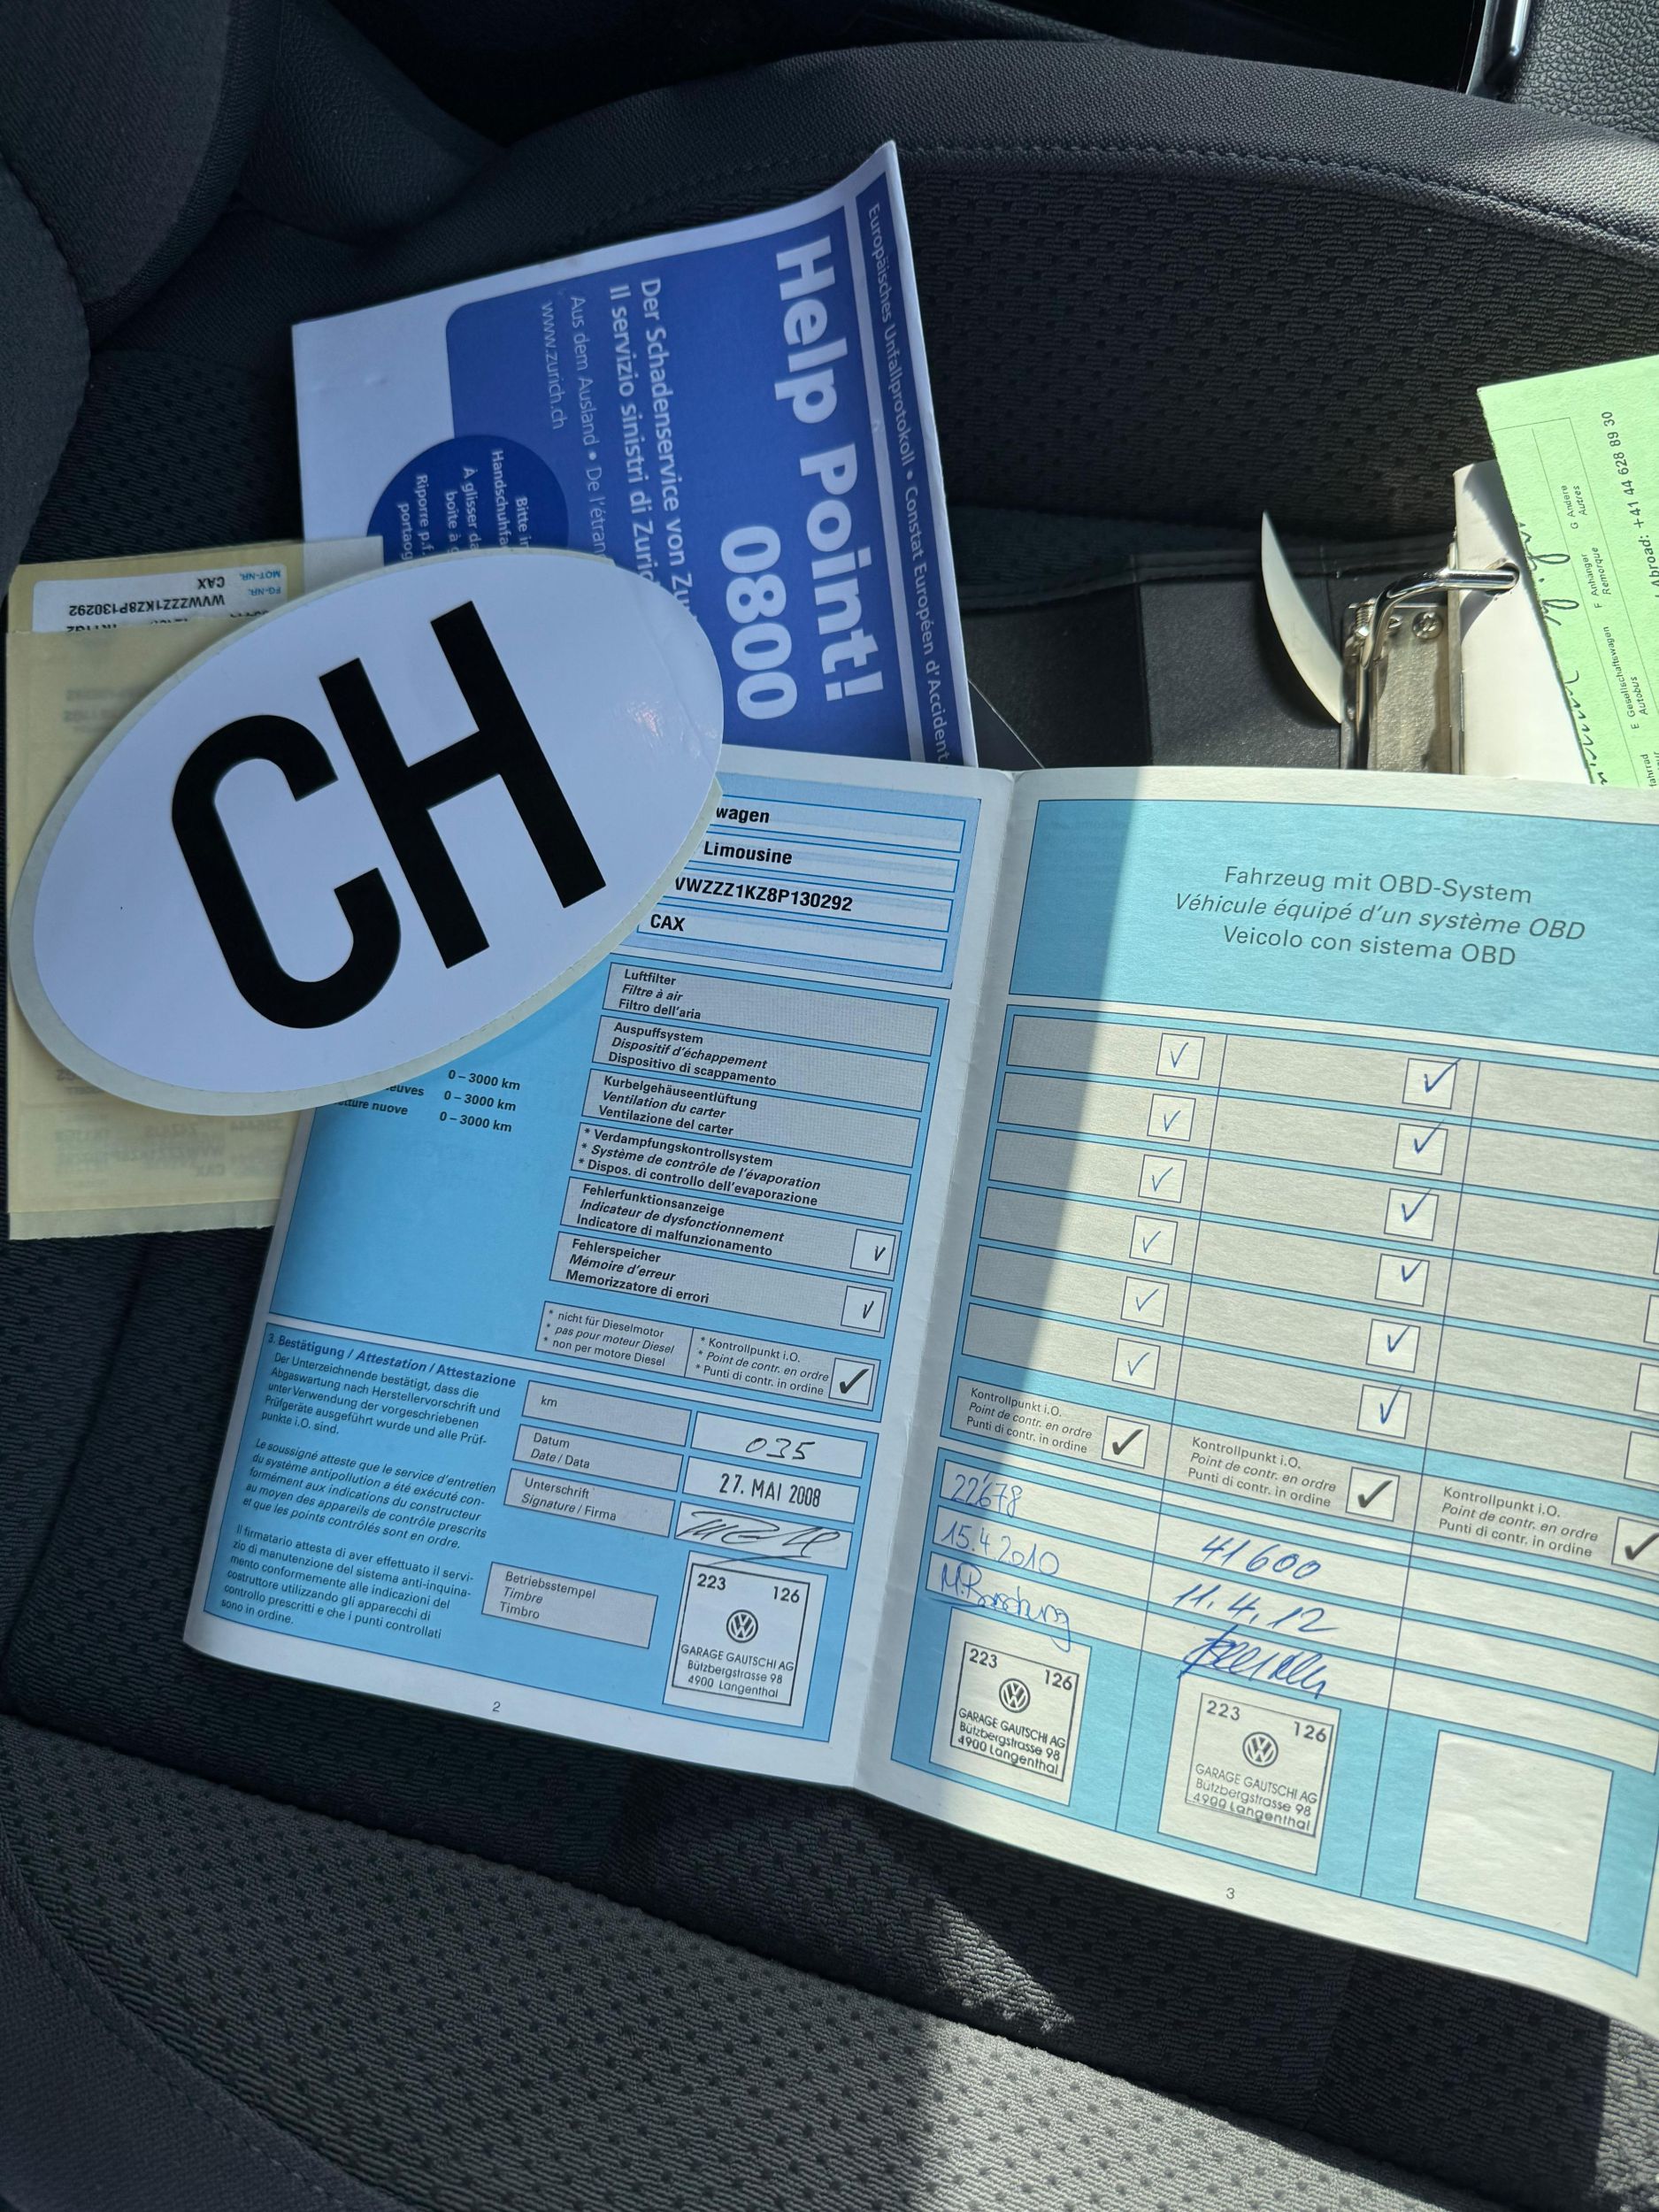 Europäisches Unfallprotokoll • Constat Européen d'Accident
Help Point!
0800
Der Schadenservice von
Il servizio sinistri di
Aus dem Ausland • De
www.zurich.ch
Bitte
À glisser
Riporre p.f.
FG-NR.
MOT-NR.
WVWZZZ1KZ8P130292
CAX
CH
wagen
Limousine
VWZZZ1KZ8P130292
CAX
0 – 3000 km
0 – 3000 km
nuove 0 – 3000 km
Luftfilter
Filtre à air
Filtro dell'aria
Auspuffsystem
Dispositif d'échappement
Dispositivo di scappamento
Kurbelgehäuseentlüftung
Ventilation du carter
Ventilazione del carter
* Verdampfungskontrollsystem
* Système de contrôle de l'évaporation
* Dispos. di controllo dell'evaporazione
Fehlerfunktionsanzeige
Indicateur de dysfonctionnement
Indicatore di malfunzionamento
Fehlerspeicher
Mémoire d'erreur
Memorizzatore di errori
* nicht für Dieselmotor
* pas pour moteur Diesel
* non per motore Diesel
* Kontrollpunkt i.O.
* Point de contr. en ordre
* Punti di contr. in ordine
3. Bestätigung / Attestation / Attestazione
Der Unterzeichnende bestätigt, dass die
Abgaswartung nach Herstellervorschrift und
unter Verwendung der vorgeschriebenen
Prüfgeräte ausgeführt wurde und alle Prüf-
punkte i.O. sind.
Le soussigné atteste que le service d'entretien
du système antipollution a été exécuté con-
formément aux indications du constructeur
au moyen des appareils de contrôle prescrits
et que les points contrôlés sont en ordre.
Il firmatario attesta di aver effettuato il servi-
zio di manutenzione del sistema anti-inquina-
mento conformemente alle indicazioni del
costruttore utilizzando gli apparecchi di
controllo prescritti e che i punti controllati
sono in ordine.
km
035
Datum
Date / Data
27. MAI 2008
Unterschrift
Signature / Firma
Betriebsstempel
Timbre
Timbro
223 126
GARAGE GAUTSCHI AG
Bützbergstrasse 98
4900 Langenthal
2
Fahrzeug mit OBD-System
Véhicule équipé d'un système OBD
Veicolo con sistema OBD
Kontrollpunkt i.O.
Point de contr. en ordre
Punti di contr. in ordine
Kontrollpunkt i.O.
Point de contr. en ordre
Punti di contr. in ordine
Kontrollpunkt i.O.
Point de contr. en ordre
Punti di contr. in ordine
22678
15.4.2010
41600
11.4.12
223 126
GARAGE GAUTSCHI AG
Bützbergstrasse 98
4900 Langenthal
223 126
GARAGE GAUTSCHI AG
Bützbergstrasse 98
4900 Langenthal
3
E Gesellschaftswagen
Autobus
F Anhänger
Remorque
G Andere
Autres
Abroad: +41 44 628 89 30